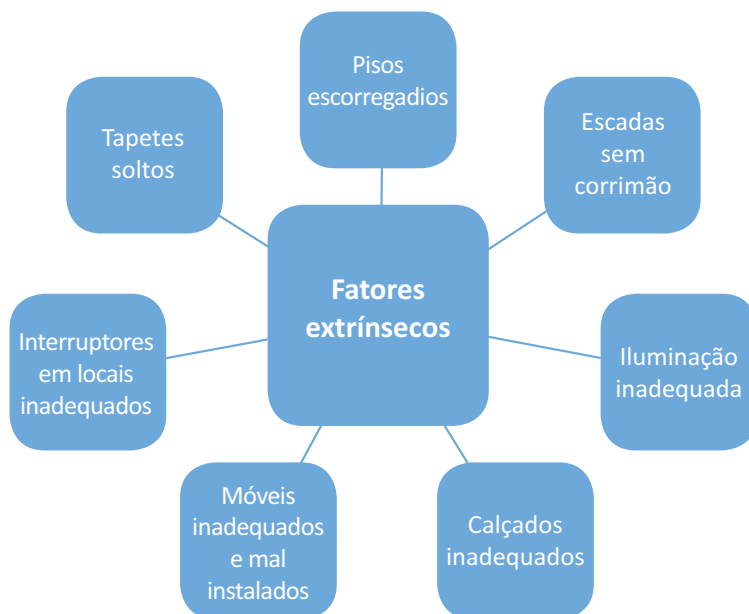 Pisos
escorregadios
Tapetes
soltos
Escadas
sem
corrimão
Fatores
extrínsecos
Interruptores
em locais
inadequados
Iluminação
inadequada
Móveis
inadequados
e mal
instalados
Calçados
inadequados